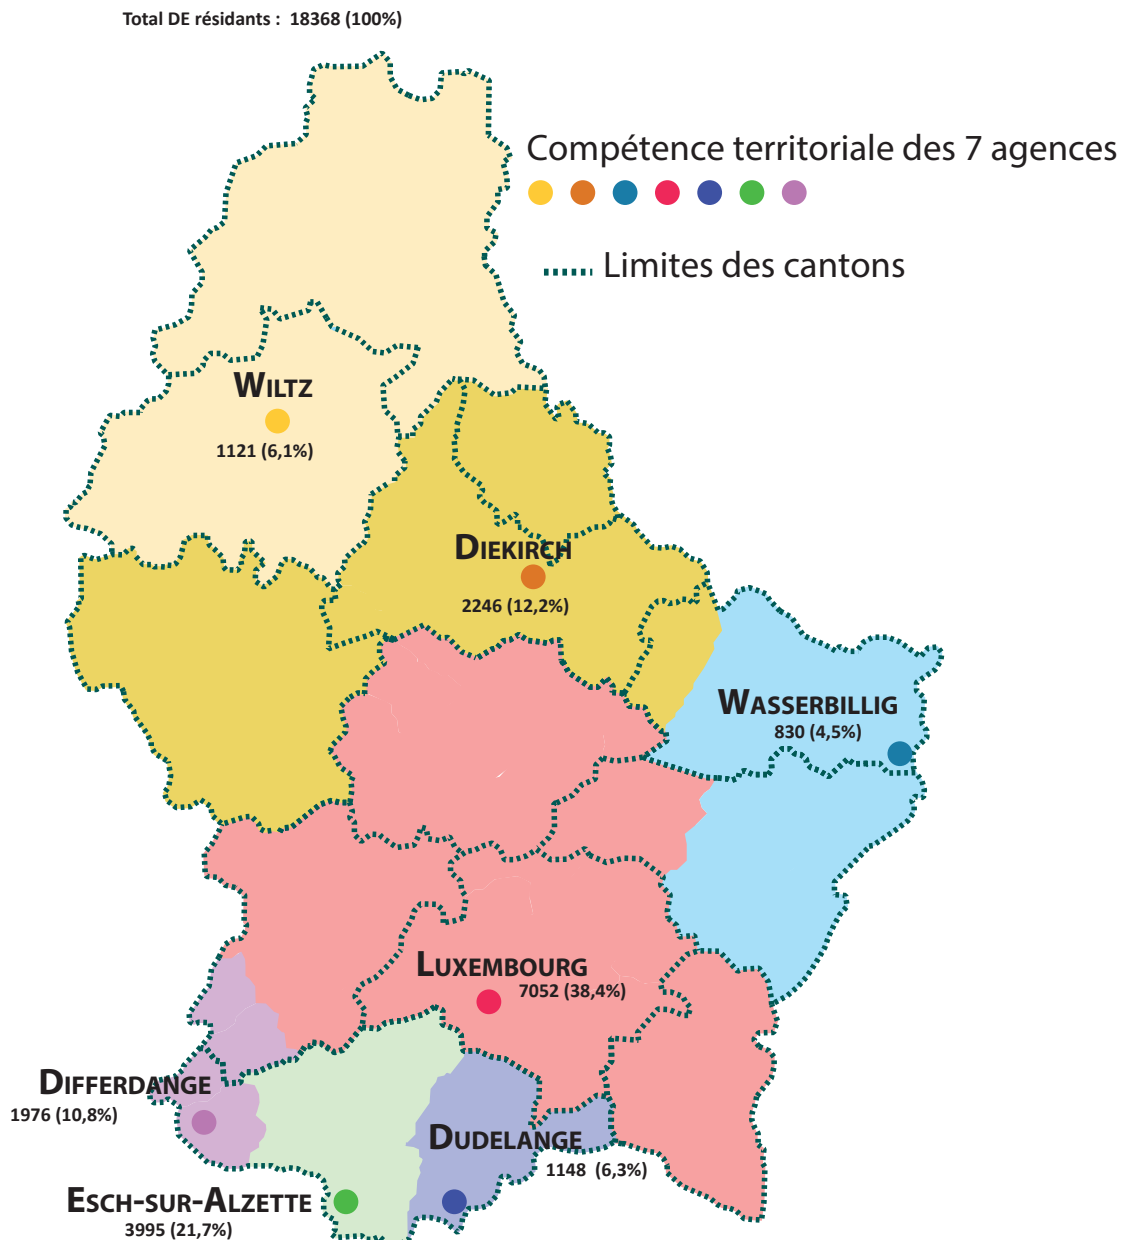 Total DE résidants :  18368 (100%)
Compétence territoriale des 7 agences
Limites des cantons
WILTZ
1121 (6,1%)
DIEKIRCH
2246 (12,2%)
WASSERBILLIG
830 (4,5%)
LUXEMBOURG
7052 (38,4%)
DIFFERDANGE
1976 (10,8%)
DUDELANGE
1148  (6,3%)
ESCH-SUR-ALZETTE
3995 (21,7%)